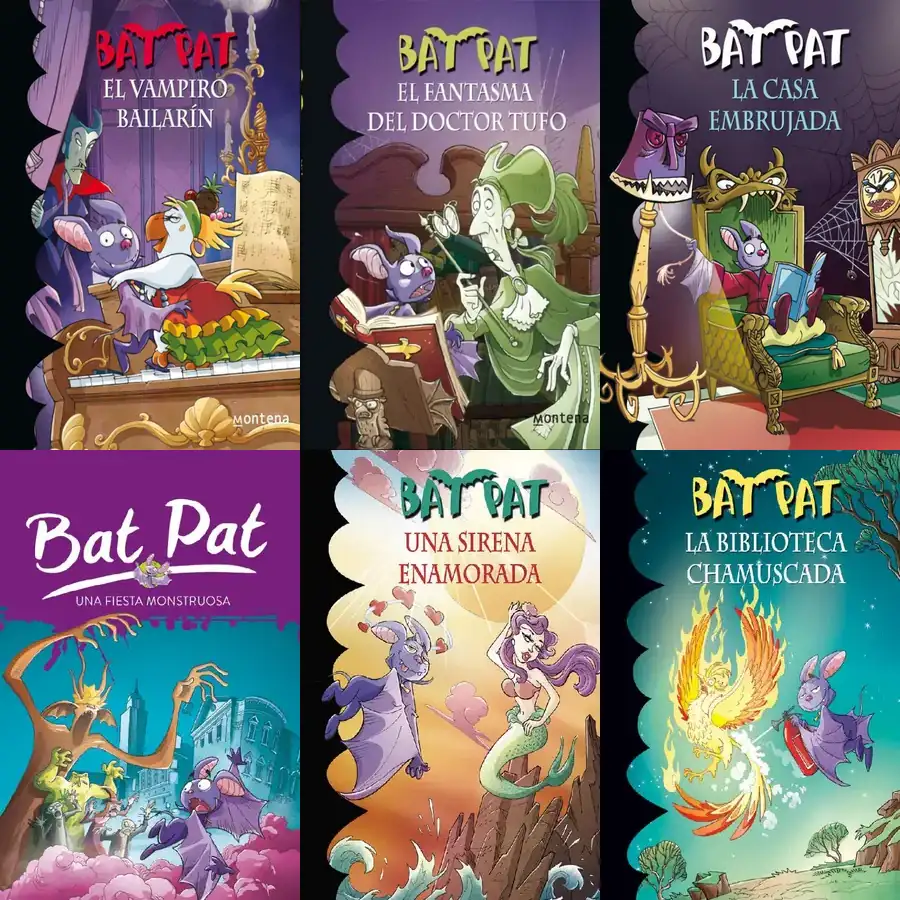 BAT PAT
EL VAMPIRO
BAILARÍN
montena
BAT PAT
EL FANTASMA
DEL DOCTOR TUFO
montena
BAT PAT
LA CASA
EMBRUJADA
Bat Pat
UNA FIESTA MONSTRUOSA
BAT PAT
UNA SIRENA
ENAMORADA
BAT PAT
LA BIBLIOTECA
CHAMUSCADA